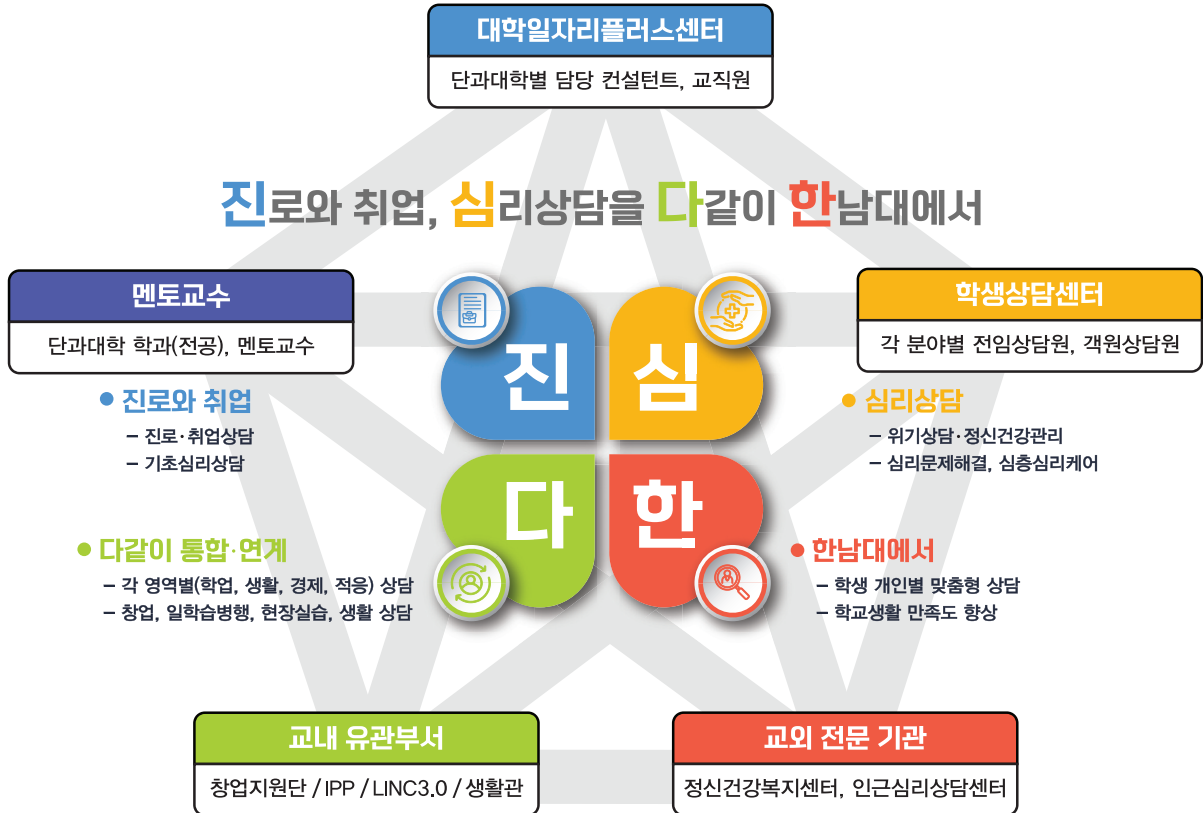 대학일자리플러스센터
단과대학별 담당 컨설턴트, 교직원
진로와 취업, 심리상담을 다같이 한남대에서
멘토교수
단과대학 학과(전공), 멘토교수
학생상담센터
각 분야별 전임상담원, 객원상담원
진
심
다
한
● 진로와 취업
– 진로·취업상담
– 기초심리상담
● 심리상담
– 위기상담·정신건강관리
– 심리문제해결, 심층심리케어
● 다같이 통합·연계
– 각 영역별(학업, 생활, 경제, 적응) 상담
– 창업, 일학습병행, 현장실습, 생활 상담
● 한남대에서
– 학생 개인별 맞춤형 상담
– 학교생활 만족도 향상
교내 유관부서
창업지원단 / IPP / LINC3.0 / 생활관
교외 전문 기관
정신건강복지센터, 인근심리상담센터